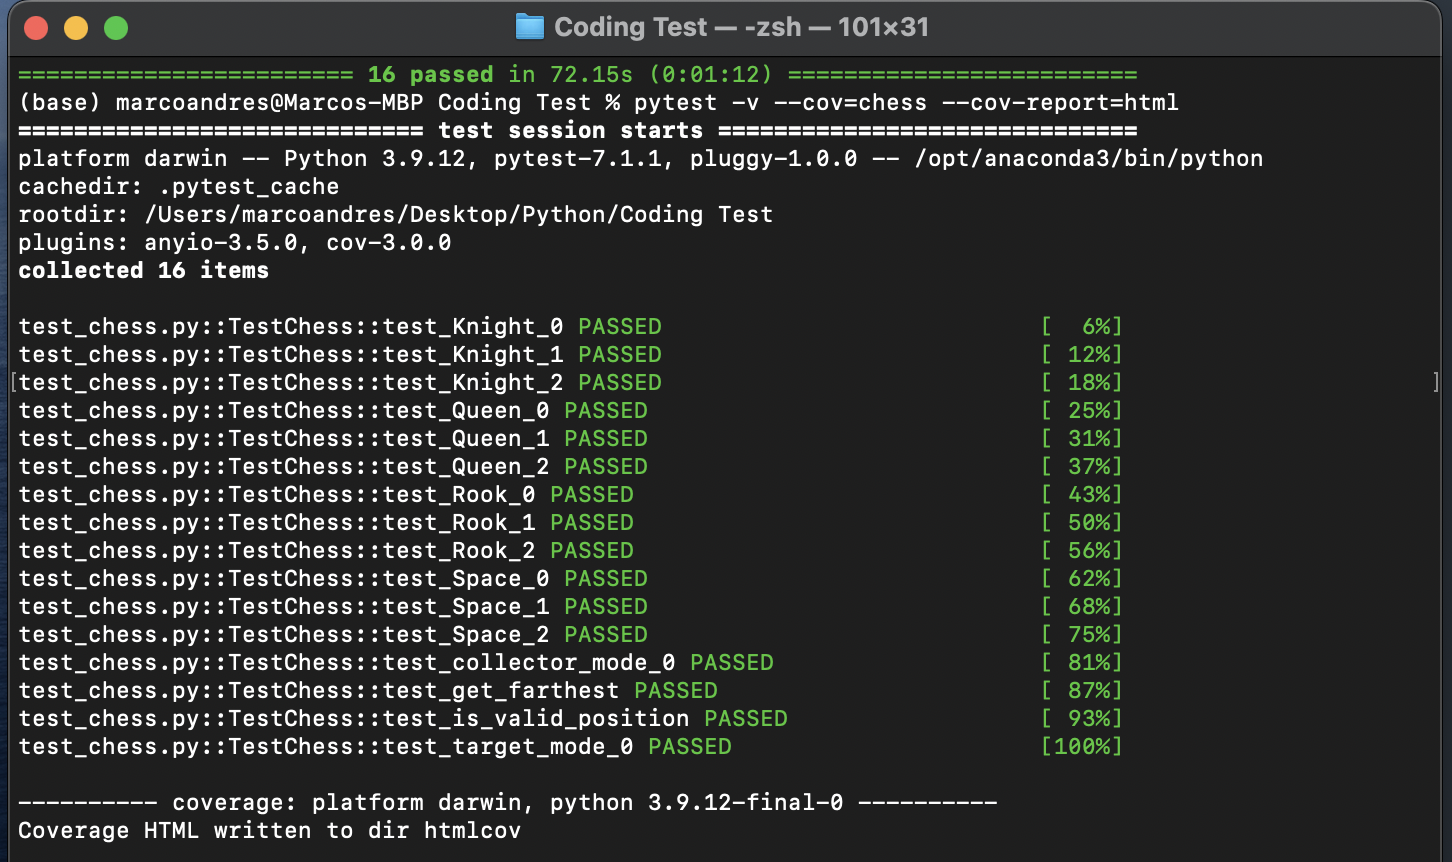 Coding Test — -zsh — 101×31
======================== 16 passed in 72.15s (0:01:12) =========================
(base) marcoandres@Marcos-MBP Coding Test % pytest -v --cov=chess --cov-report=html
============================= test session starts ==============================
platform darwin -- Python 3.9.12, pytest-7.1.1, pluggy-1.0.0 -- /opt/anaconda3/bin/python
cachedir: .pytest_cache
rootdir: /Users/marcoandres/Desktop/Python/Coding Test
plugins: anyio-3.5.0, cov-3.0.0
collected 16 items
test_chess.py::TestChess::test_Knight_0 PASSED [  6%]
test_chess.py::TestChess::test_Knight_1 PASSED [ 12%]
[test_chess.py::TestChess::test_Knight_2 PASSED [ 18%] ]
test_chess.py::TestChess::test_Queen_0 PASSED [ 25%]
test_chess.py::TestChess::test_Queen_1 PASSED [ 31%]
test_chess.py::TestChess::test_Queen_2 PASSED [ 37%]
test_chess.py::TestChess::test_Rook_0 PASSED [ 43%]
test_chess.py::TestChess::test_Rook_1 PASSED [ 50%]
test_chess.py::TestChess::test_Rook_2 PASSED [ 56%]
test_chess.py::TestChess::test_Space_0 PASSED [ 62%]
test_chess.py::TestChess::test_Space_1 PASSED [ 68%]
test_chess.py::TestChess::test_Space_2 PASSED [ 75%]
test_chess.py::TestChess::test_collector_mode_0 PASSED [ 81%]
test_chess.py::TestChess::test_get_farthest PASSED [ 87%]
test_chess.py::TestChess::test_is_valid_position PASSED [ 93%]
test_chess.py::TestChess::test_target_mode_0 PASSED [100%]
---------- coverage: platform darwin, python 3.9.12-final-0 ----------
Coverage HTML written to dir htmlcov